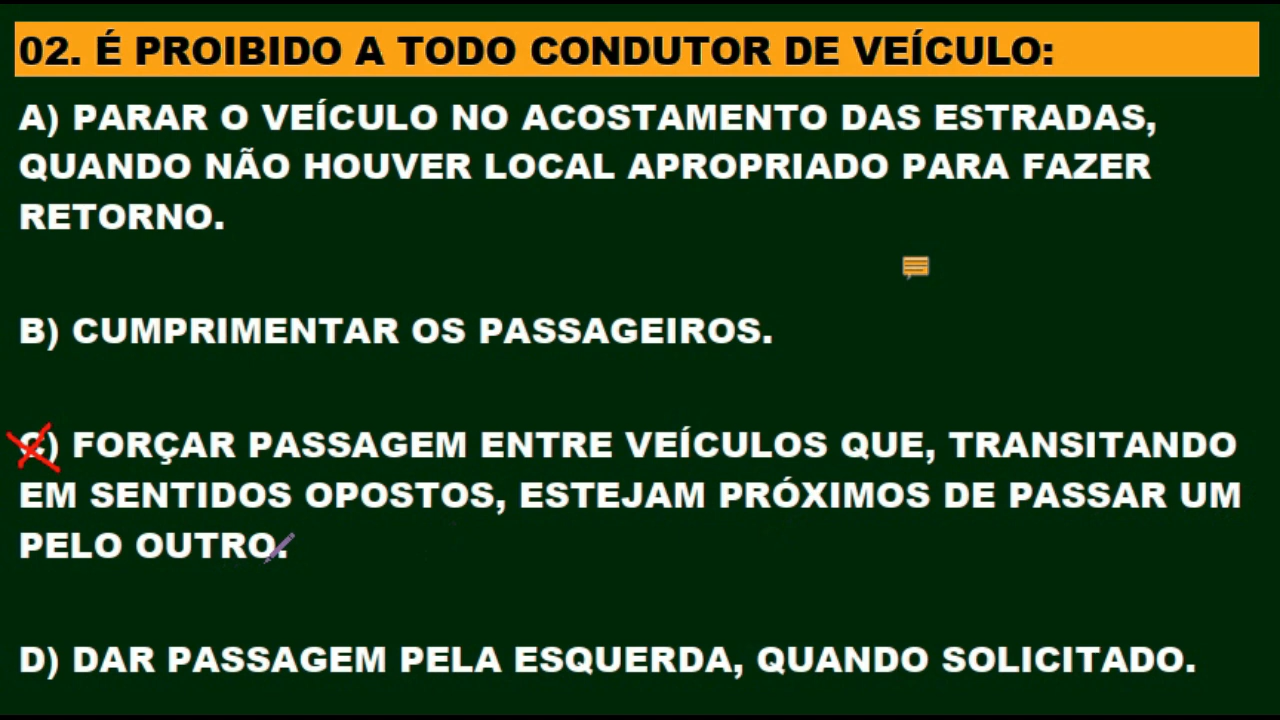 02. É PROIBIDO A TODO CONDUTOR DE VEÍCULO:
A) PARAR O VEÍCULO NO ACOSTAMENTO DAS ESTRADAS,
QUANDO NÃO HOUVER LOCAL APROPRIADO PARA FAZER
RETORNO.
B) CUMPRIMENTAR OS PASSAGEIROS.
C) FORÇAR PASSAGEM ENTRE VEÍCULOS QUE, TRANSITANDO
EM SENTIDOS OPOSTOS, ESTEJAM PRÓXIMOS DE PASSAR UM
PELO OUTRO.
D) DAR PASSAGEM PELA ESQUERDA, QUANDO SOLICITADO.